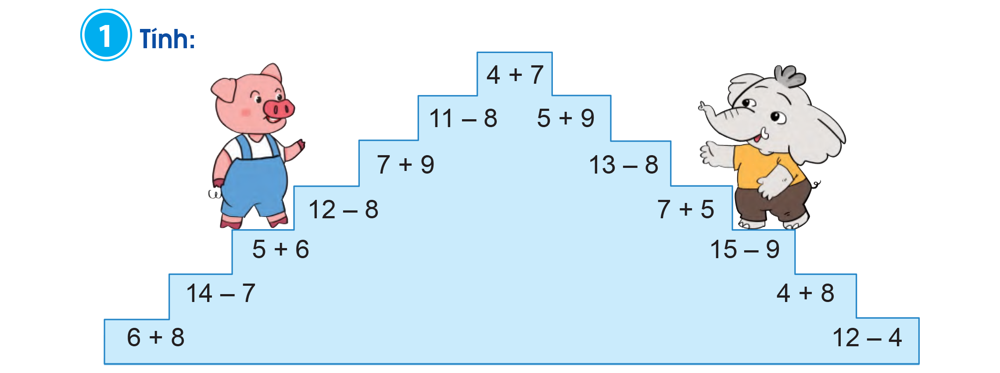 1 Tính:
4 + 7
11 – 8 5 + 9
7 + 9 13 – 8
12 – 8 7 + 5
5 + 6 15 – 9
14 – 7 4 + 8
6 + 8 12 – 4